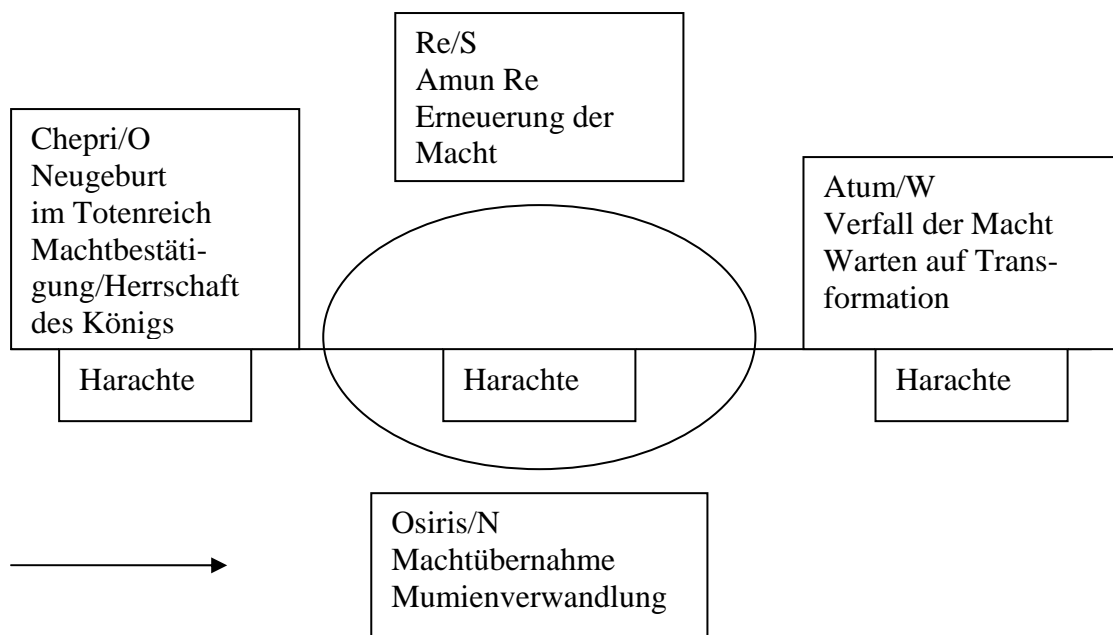 Re/S
Amun Re
Erneuerung der
Macht
Chepri/O
Neugeburt
im Totenreich
Machtbestäti-
gung/Herrschaft
des Königs
Atum/W
Verfall der Macht
Warten auf Trans-
formation
Harachte
Harachte
Harachte
Osiris/N
Machtübernahme
Mumienverwandlung